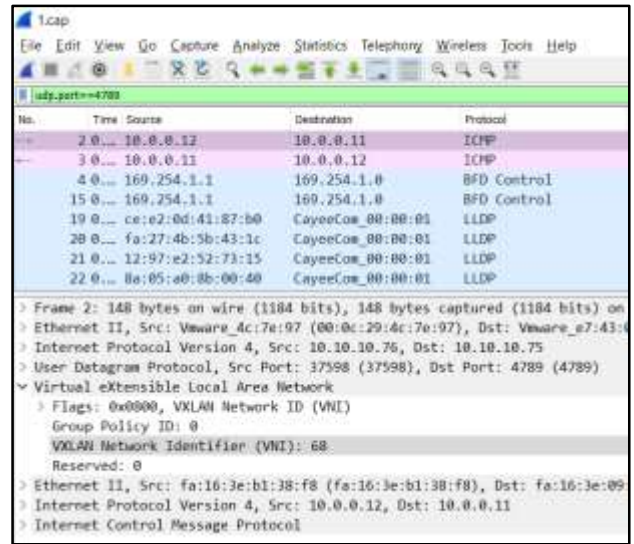 1.cap
File Edit View Go Capture Analyze Statistics Telephony Wireless Tools Help
udp.port==4789
No. Time Source Destination Protocol
2 0... 10.0.0.12 10.0.0.11 ICMP
3 0... 10.0.0.11 10.0.0.12 ICMP
4 0... 169.254.1.1 169.254.1.0 BFD Control
15 0... 169.254.1.1 169.254.1.0 BFD Control
19 0... ce:e2:0d:41:87:b0 CayeeCom_00:00:01 LLDP
20 0... fa:27:4b:5b:43:1c CayeeCom_00:00:01 LLDP
21 0... 12:97:e2:52:73:15 CayeeCom_00:00:01 LLDP
22 0... 8a:05:a0:8b:00:40 CayeeCom_00:00:01 LLDP
Frame 2: 148 bytes on wire (1184 bits), 148 bytes captured (1184 bits) on
Ethernet II, Src: Vmware_4c:7e:97 (00:0c:29:4c:7e:97), Dst: Vmware_e7:43:
Internet Protocol Version 4, Src: 10.10.10.76, Dst: 10.10.10.75
User Datagram Protocol, Src Port: 37598 (37598), Dst Port: 4789 (4789)
Virtual eXtensible Local Area Network
Flags: 0x0800, VXLAN Network ID (VNI)
Group Policy ID: 0
VXLAN Network Identifier (VNI): 68
Reserved: 0
Ethernet II, Src: fa:16:3e:b1:38:f8 (fa:16:3e:b1:38:f8), Dst: fa:16:3e:09:
Internet Protocol Version 4, Src: 10.0.0.12, Dst: 10.0.0.11
Internet Control Message Protocol